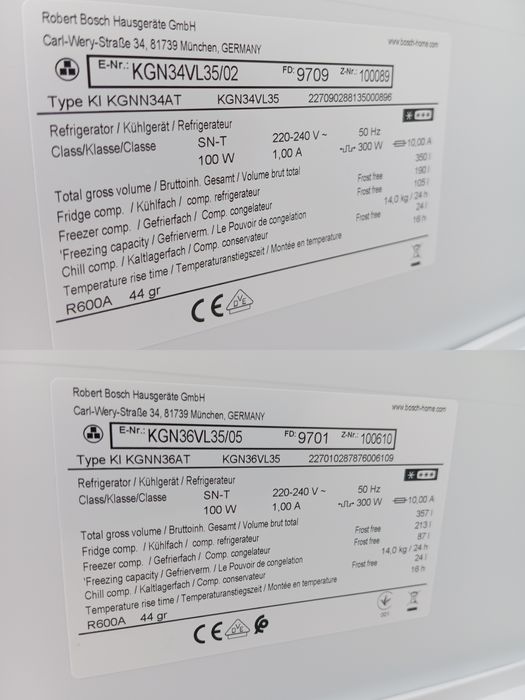 Robert Bosch Hausgeräte GmbH
Carl-Wery-Straße 34, 81739 München, GERMANY
www.bosch-home.com
E-Nr.: KGN34VL35/02 FD: 9709 Z-Nr.: 100089
Type KI KGNN34AT KGN34VL35 227090288135000896
Refrigerator / Kühlgerät / Refrigerateur
Class/Klasse/Classe SN-T 220-240 V ~ 50 Hz
100 W 1,00 A 300 W 10,00 A
Total gross volume / Bruttoinh. Gesamt / Volume brut total 350 l
Fridge comp. / Kühlfach / comp. refrigerateur Frost free 190 l
Freezer comp. / Gefrierfach / Comp. congelateur Frost free 105 l
'Freezing capacity / Gefrierverm. / Le Pouvoir de congelation 14,0 kg / 24 h
Chill comp. / Kaltlagerfach / Comp. conservateur Frost free 24 l
Temperature rise time / Temperaturanstiegszeit / Montée en temperature 16 h
R600A 44 gr
CE DVE
Robert Bosch Hausgeräte GmbH
Carl-Wery-Straße 34, 81739 München, GERMANY
www.bosch-home.com
E-Nr.: KGN36VL35/05 FD: 9701 Z-Nr.: 100610
Type KI KGNN36AT KGN36VL35 227010287876006109
Refrigerator / Kühlgerät / Refrigerateur
Class/Klasse/Classe SN-T 220-240 V ~ 50 Hz
100 W 1,00 A 300 W 10,00 A
Total gross volume / Bruttoinh. Gesamt / Volume brut total 357 l
Fridge comp. / Kühlfach / comp. refrigerateur Frost free 213 l
Freezer comp. / Gefrierfach / Comp. congelateur Frost free 87 l
'Freezing capacity / Gefrierverm. / Le Pouvoir de congelation 14,0 kg / 24 h
Chill comp. / Kaltlagerfach / Comp. conservateur Frost free 24 l
Temperature rise time / Temperaturanstiegszeit / Montée en temperature 16 h
R600A 44 gr
001
CE DVE